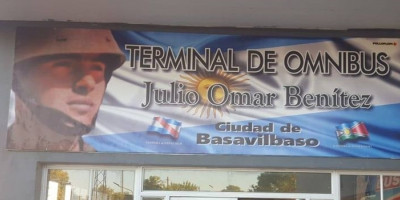 TERMINAL DE OMNIBUS
Julio Omar Benítez
Ciudad de
Basavilbaso